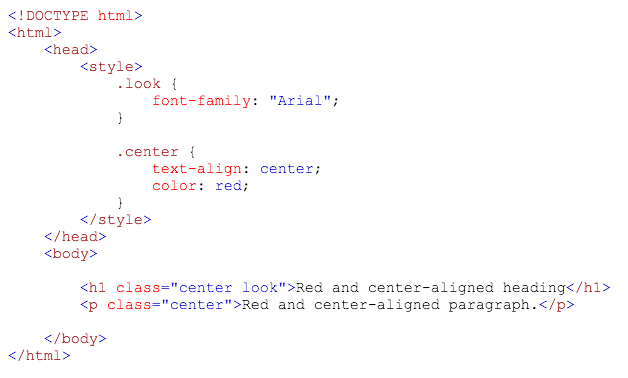 <!DOCTYPE html>
<html>
    <head>
        <style>
            .look {
                font-family: "Arial";
            }

            .center {
                text-align: center;
                color: red;
            }
        </style>
    </head>
    <body>

        <h1 class="center look">Red and center-aligned heading</h1>
        <p class="center">Red and center-aligned paragraph.</p>

    </body>
</html>